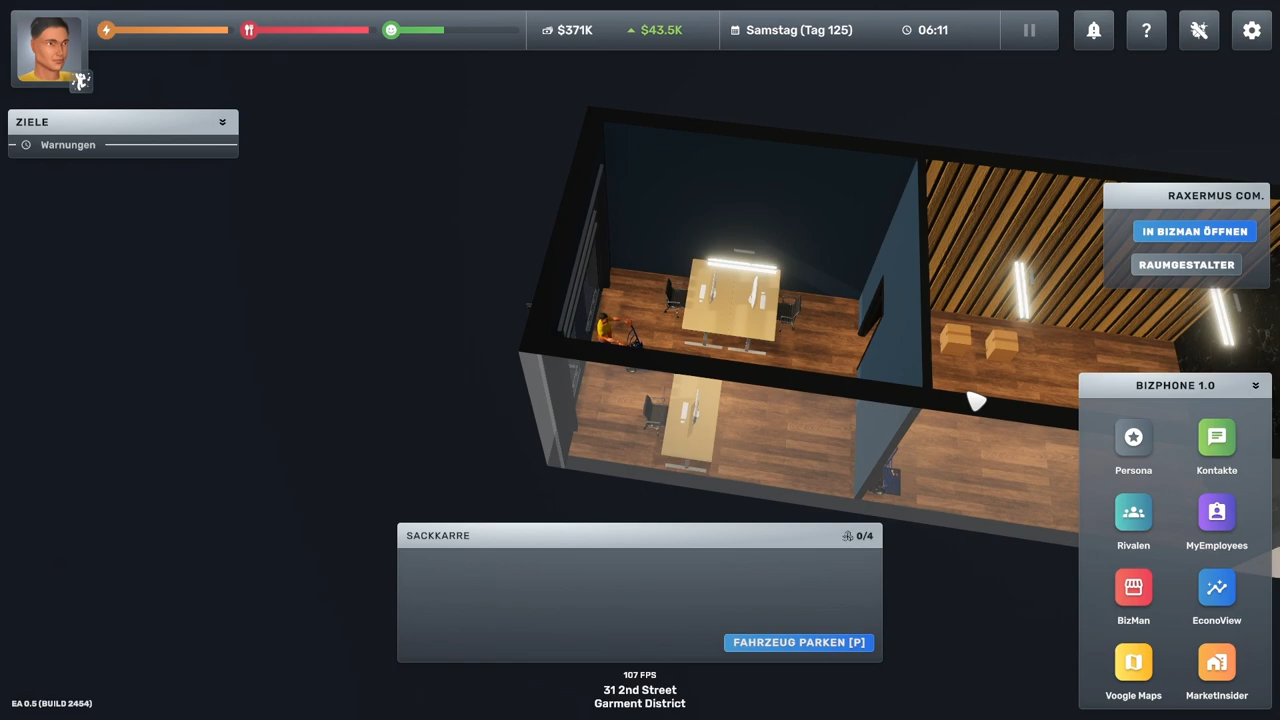 $371K
$43.5K
Samstag (Tag 125)
06:11
ZIELE
Warnungen
RAXERMUS COM.
IN BIZMAN ÖFFNEN
RAUMGESTALTER
BIZPHONE 1.0
Persona
Kontakte
Rivalen
MyEmployees
BizMan
EconoView
Voogle Maps
MarketInsider
SACKKARRE
0/4
FAHRZEUG PARKEN [P]
107 FPS
31 2nd Street
Garment District
EA 0.5 (BUILD 2454)